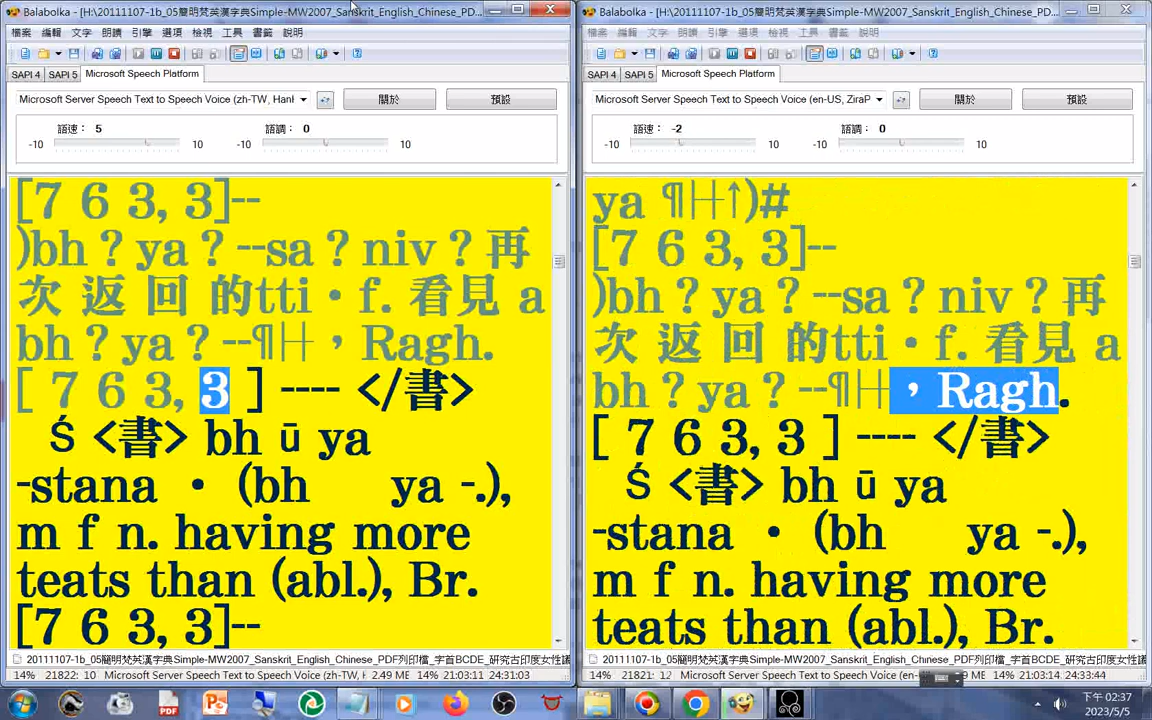 Balabolka - [H:\20111107-1b_05簡明梵英漢字典Simple-MW2007_Sanskrit_English_Chinese_PD...
檔案 編輯 文字 朗讀 引擎 選項 檢視 工具 書籤 說明
SAPI 4 SAPI 5 Microsoft Speech Platform
Microsoft Server Speech Text to Speech Voice (zh-TW, Hanl
關於 預設
語速： 5 語調： 0
-10 10 -10 10
[7 6 3, 3]--
)bh？ya？--sa？niv？再
次 返 回 的tti‧f. 看見 a
bh？ya？--¶├┤，Ragh.
[ 7 6 3, 3 ] ---- </書>
Ś <書> bh ū ya
-stana ‧ (bh ya -.),
m f n. having more
teats than (abl.), Br.
[7 6 3, 3]--
20111107-1b_05簡明梵英漢字典Simple-MW2007_Sanskrit_English_Chinese_PDF列印檔_字首BCDE_研究古印度女性議
14% 21822: 10 Microsoft Server Speech Text to Speech Voice (zh-TW, H 2.49 MB 14% 21:03:11 24:31:03
Balabolka - [H:\20111107-1b_05簡明梵英漢字典Simple-MW2007_Sanskrit_English_Chinese_PD...
檔案 編輯 文字 朗讀 引擎 選項 檢視 工具 書籤 說明
SAPI 4 SAPI 5 Microsoft Speech Platform
Microsoft Server Speech Text to Speech Voice (en-US, ZiraP
關於 預設
語速： -2 語調： 0
-10 10 -10 10
ya ¶├┤↑)#
[7 6 3, 3]--
)bh？ya？--sa？niv？再
次 返 回 的tti‧f. 看見 a
bh？ya？--¶├，Ragh.
[ 7 6 3, 3 ] ---- </書>
Ś <書> bh ū ya
-stana ‧ (bh ya -.),
m f n. having more
teats than (abl.), Br.
20111107-1b_05簡明梵英漢字典Simple-MW2007_Sanskrit_English_Chinese_PDF列印檔_字首BCDE_研究古印度女性議
14% 21821: 12 Microsoft Server Speech Text to Speech Voice (en-US, Z 2.49 MB 14% 21:03:14 24:33:44
下午 02:37
2023/5/5